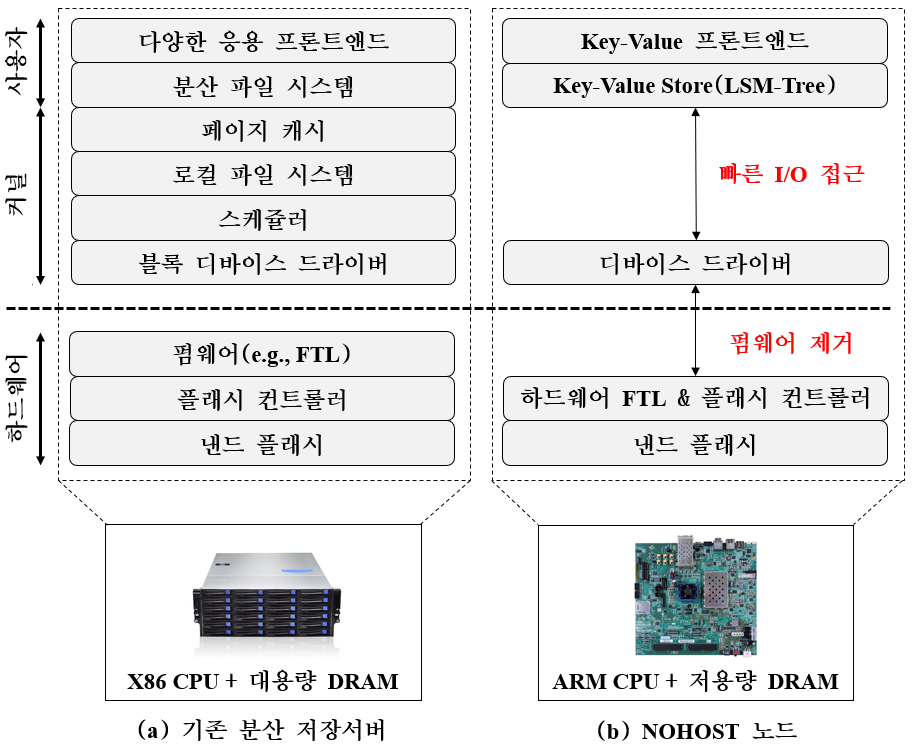 사용자
커널
하드웨어
다양한 응용 프론트앤드
분산 파일 시스템
페이지 캐시
로컬 파일 시스템
스케쥴러
블록 디바이스 드라이버
펌웨어(e.g., FTL)
플래시 컨트롤러
낸드 플래시
X86 CPU + 대용량 DRAM
(a) 기존 분산 저장서버
Key-Value 프론트앤드
Key-Value Store(LSM-Tree)
빠른 I/O 접근
디바이스 드라이버
펌웨어 제거
하드웨어 FTL & 플래시 컨트롤러
낸드 플래시
ARM CPU + 저용량 DRAM
(b) NOHOST 노드